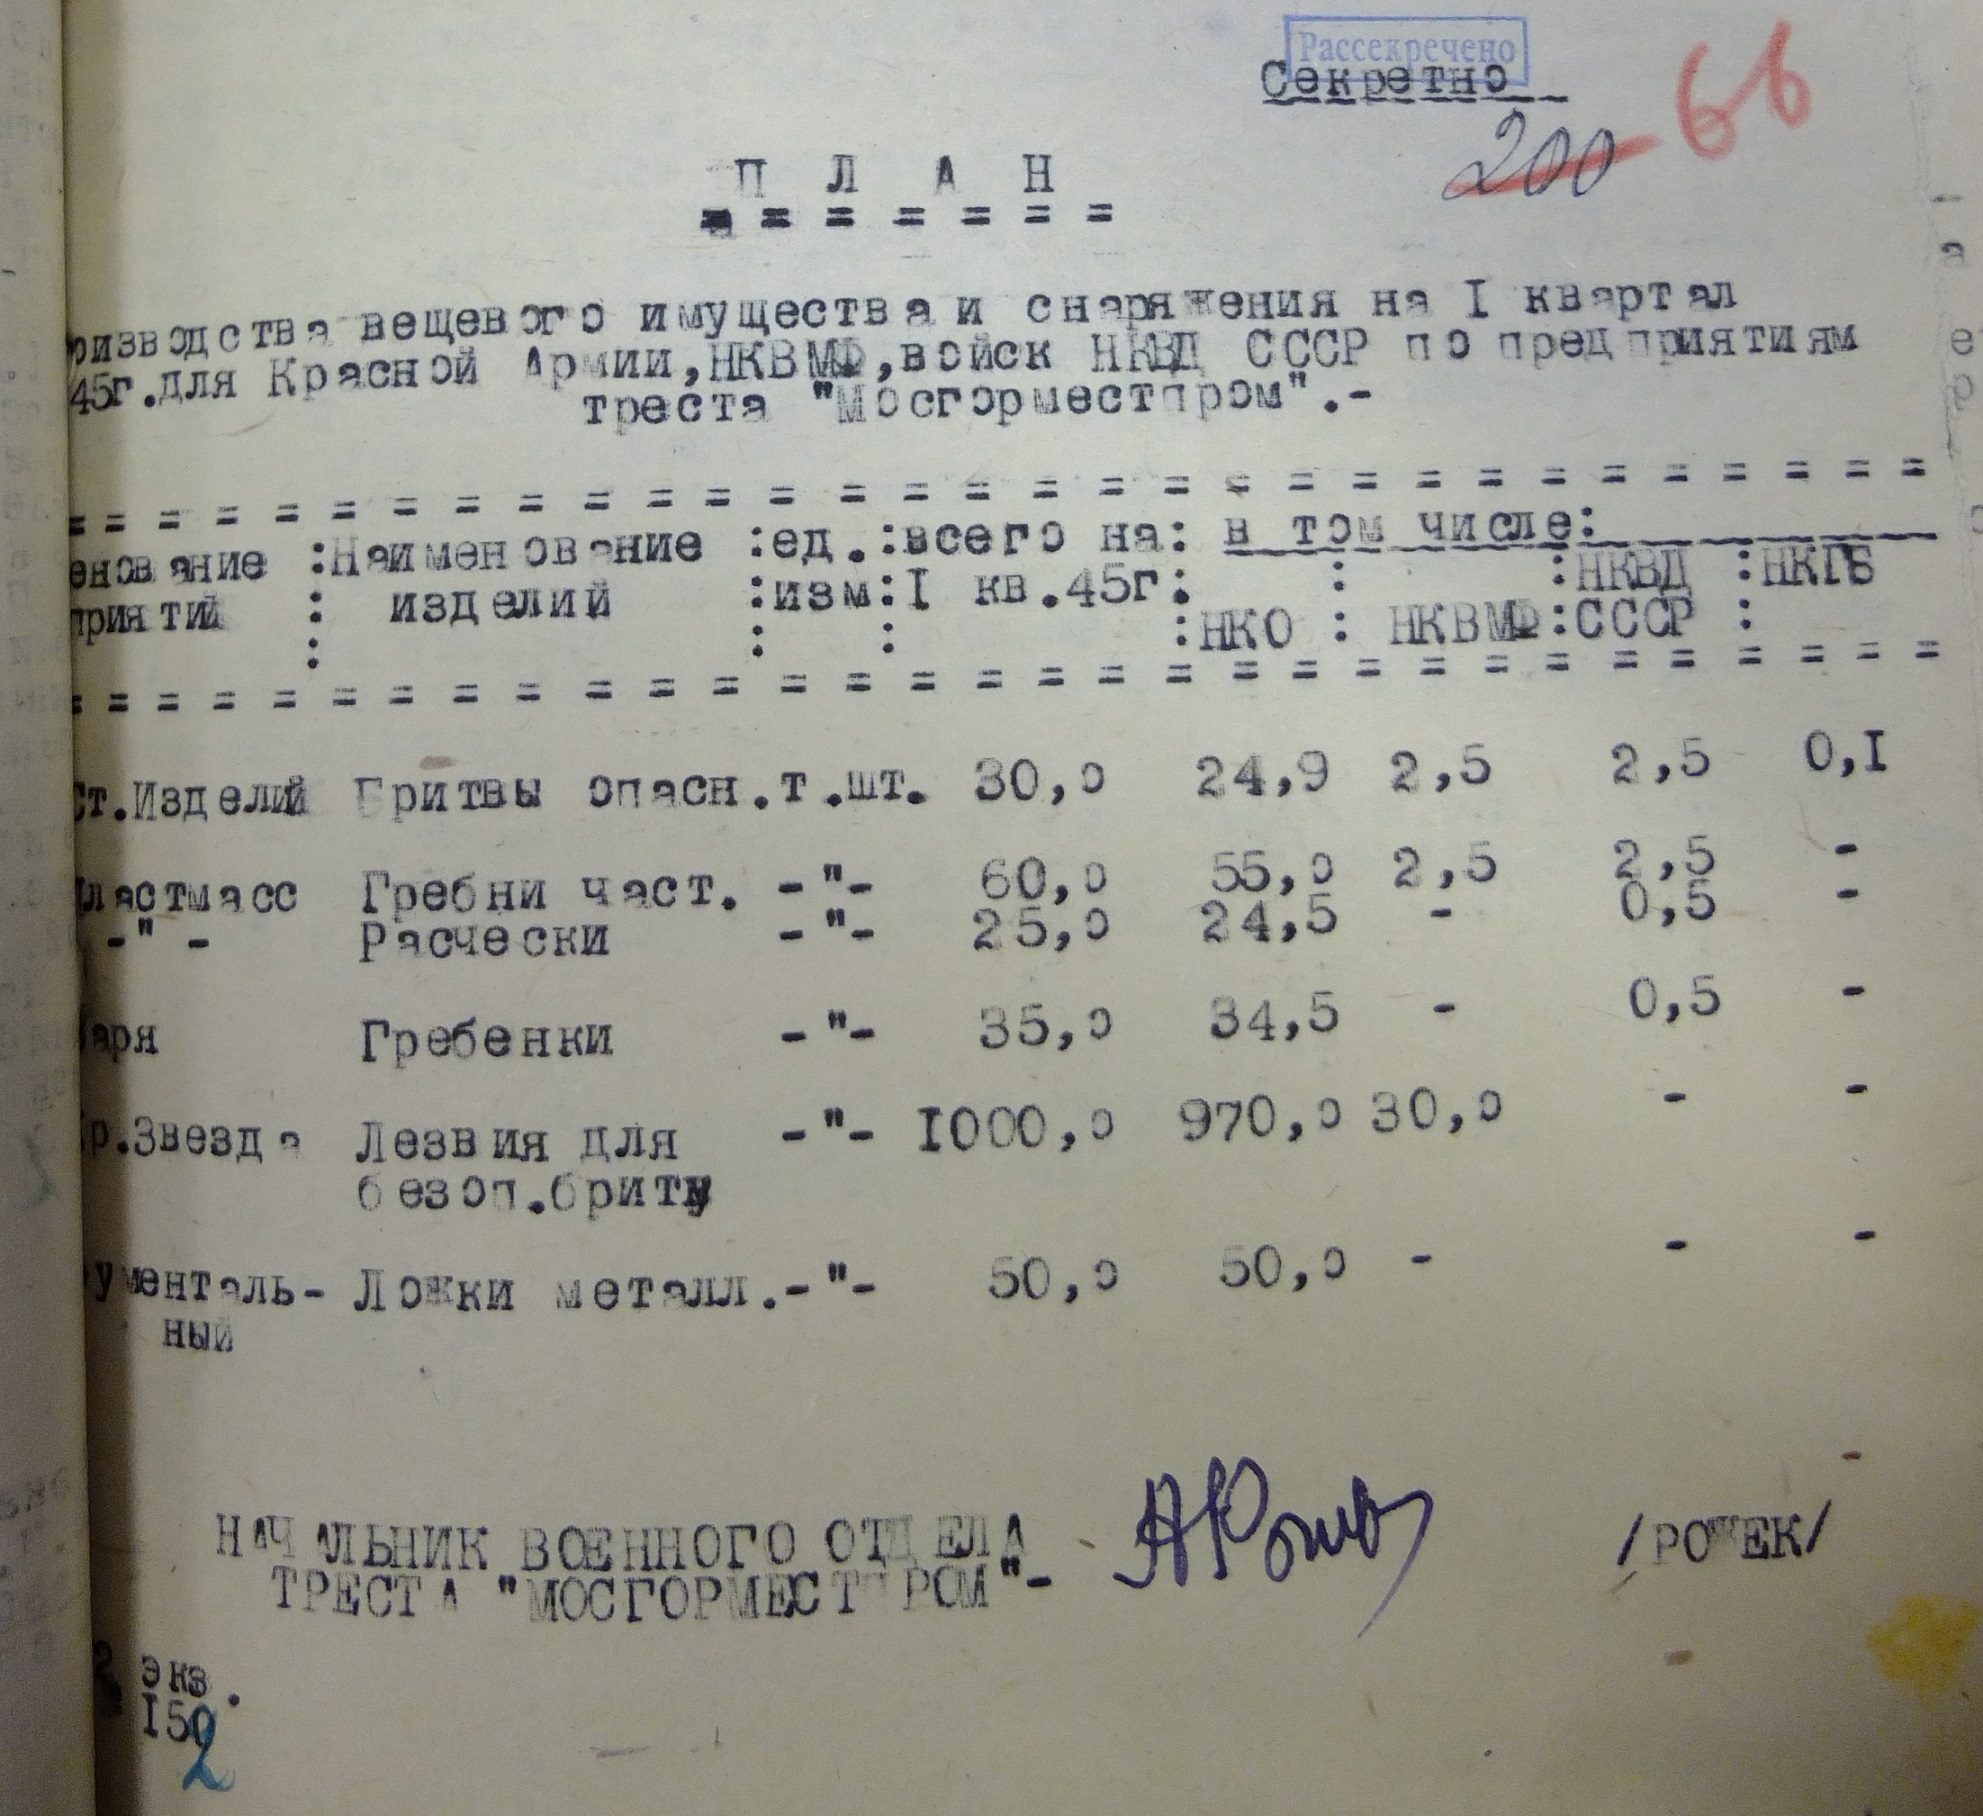 Рассекречено
Секретно
66
200
П Л А Н
= = = = = = =
оизводства вещевого имущества и снаряжения на I квартал
45г.для Красной Армии,НКВМФ,войск НКВД СССР по предприятиям
треста "Мосгорместпром".-
енование :Наименование :ед.:всего на: в том числе:
приятий : изделий :изм:I кв.45г: : :НКВД :НКГБ
: : : :НКО : НКВМФ:СССР :
Ст.Изделий Бритвы опасн.т.шт. 30,0 24,9 2,5 2,5 0,I
ластмасс Гребни част. -"- 60,0 55,0 2,5 2,5 -
-"- Расчески -"- 25,0 24,5 - 0,5 -
аря Гребенки -"- 35,0 34,5 - 0,5 -
р.Звезда Лезвия для -"- I000,0 970,0 30,0 - -
безоп.бритв
ументаль- Ложки металл.-"- 50,0 50,0 - - -
ный
НАЧАЛЬНИК ВОЕННОГО ОТДЕЛА
ТРЕСТА "МОСГОРМЕСТПРОМ"- /РОЖЕК/
2 экз.
I50
2